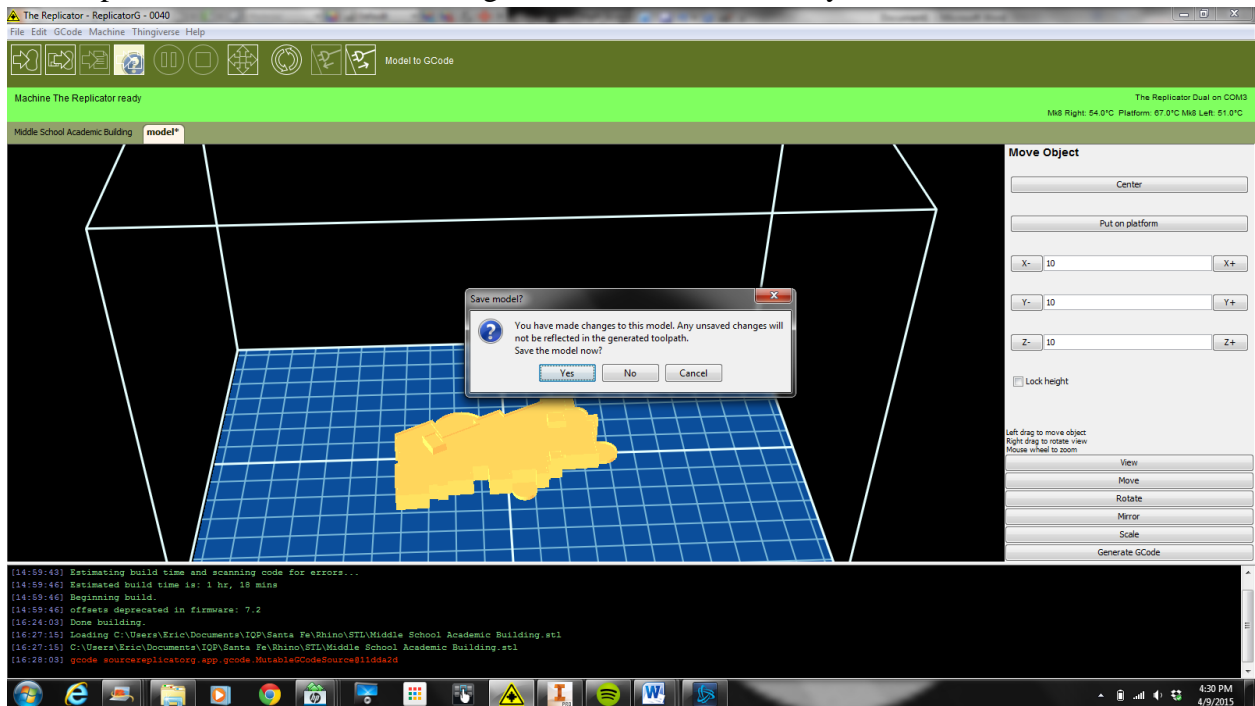 The Replicator - ReplicatorG - 0040
File Edit GCode Machine Thingiverse Help
Model to GCode
Machine The Replicator ready
The Replicator Dual on COM3
Mk8 Right: 54.0°C Platform: 67.0°C Mk8 Left: 51.0°C
Middle School Academic Building model*
Move Object
Center
Put on platform
X- 10 X+
Y- 10 Y+
Z- 10 Z+
Lock height
Left drag to move object
Right drag to rotate view
Mouse wheel to zoom
View
Move
Rotate
Mirror
Scale
Generate GCode
Save model?
You have made changes to this model. Any unsaved changes will
not be reflected in the generated toolpath.
Save the model now?
Yes No Cancel
[14:59:43] Estimating build time and scanning code for errors...
[14:59:46] Estimated build time is: 1 hr, 18 mins
[14:59:46] Beginning build.
[14:59:46] offsets deprecated in firmware: 7.2
[16:24:03] Done building.
[16:27:15] Loading C:\Users\Eric\Documents\IQP\Santa Fe\Rhino\STL\Middle School Academic Building.stl
[16:27:15] C:\Users\Eric\Documents\IQP\Santa Fe\Rhino\STL\Middle School Academic Building.stl
[16:28:03] gcode sourcereplicatorg.app.gcode.MutableGCodeSource@11dda2d
4:30 PM
4/9/2015